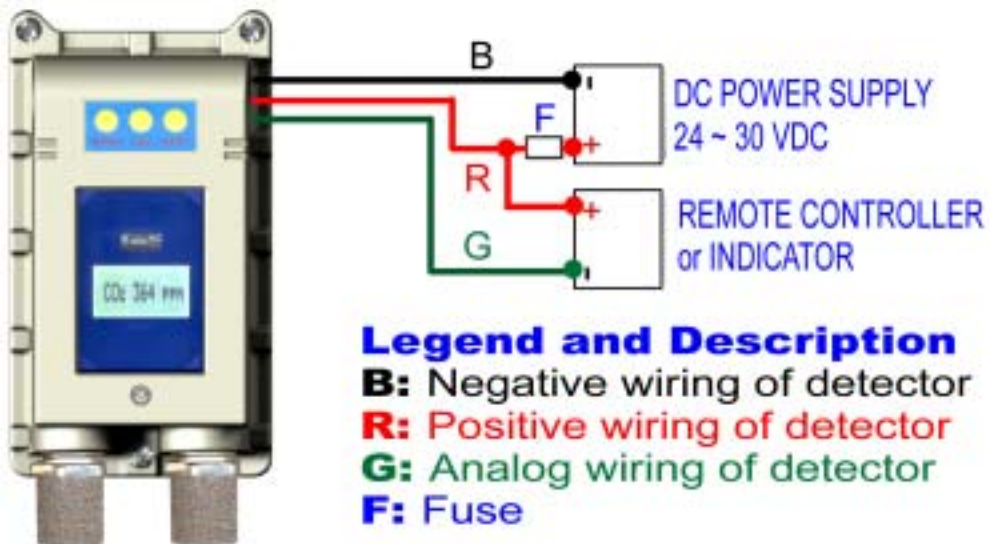 B
DC POWER SUPPLY
24 ~ 30 VDC
F
R
G
REMOTE CONTROLLER
or INDICATOR
CO2 364 PPM
Legend and Description
B: Negative wiring of detector
R: Positive wiring of detector
G: Analog wiring of detector
F: Fuse